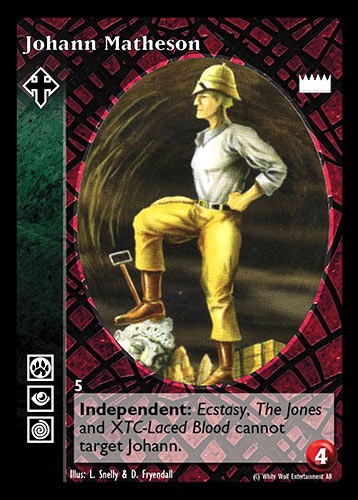 Johann Matheson
5
Independent: Ecstasy, The Jones
and XTC-Laced Blood cannot
target Johann.
4
Illus: L. Snelly & D. Fryendall
(C) White Wolf Entertainment AB